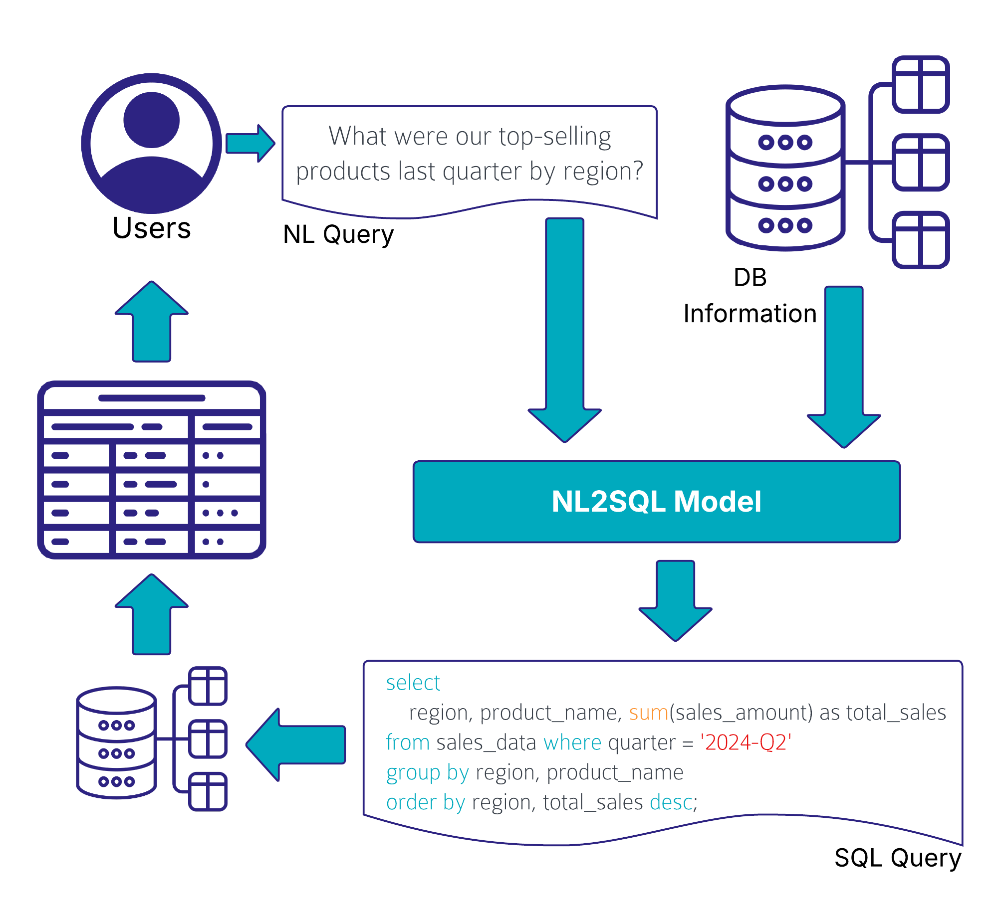 What were our top-selling
products last quarter by region?
Users
NL Query
DB
Information
NL2SQL Model
select
region, product_name, sum(sales_amount) as total_sales
from sales_data where quarter = '2024-Q2'
group by region, product_name
order by region, total_sales desc;
SQL Query